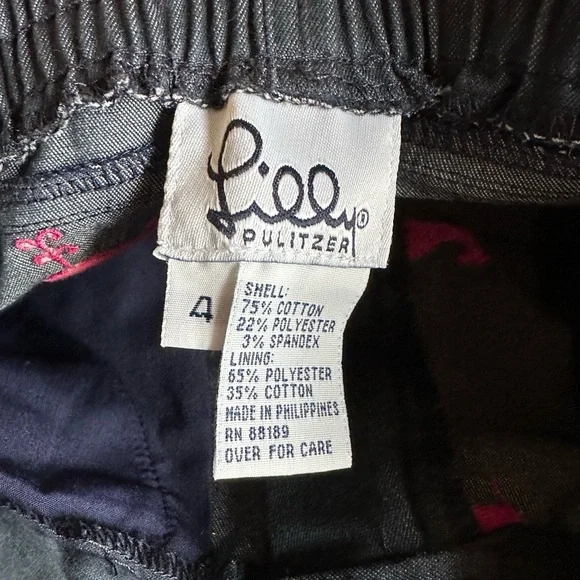 Lilly®
PULITZER
4
SHELL:
75% COTTON
22% POLYESTER
3% SPANDEX
LINING:
65% POLYESTER
35% COTTON
MADE IN PHILIPPINES
RN 88189
OVER FOR CARE